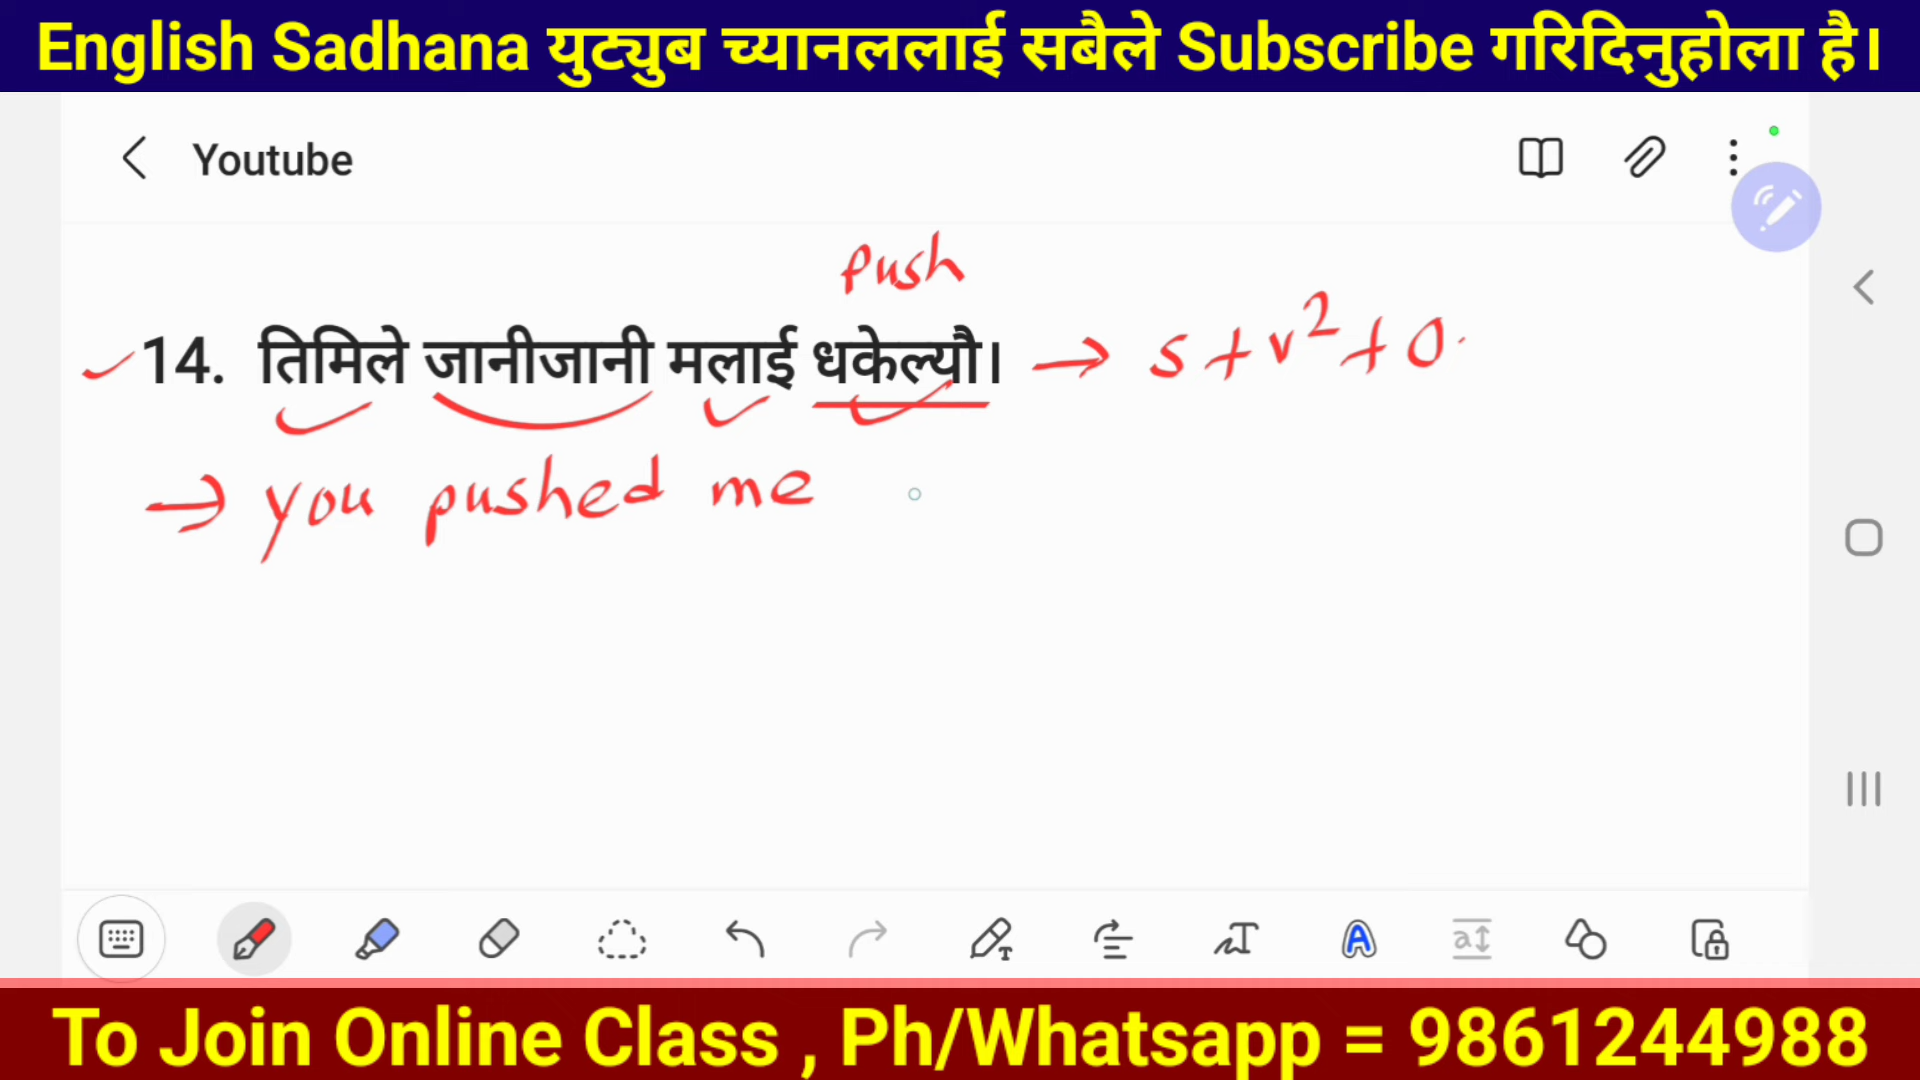 English Sadhana युट्युब च्यानललाई सबैले Subscribe गरिदिनुहोला है।
Youtube
push
14. तिमिले जानीजानी मलाई धकेल्यौ। → s + v² + o.
→ you pushed me
To Join Online Class , Ph/Whatsapp = 9861244988